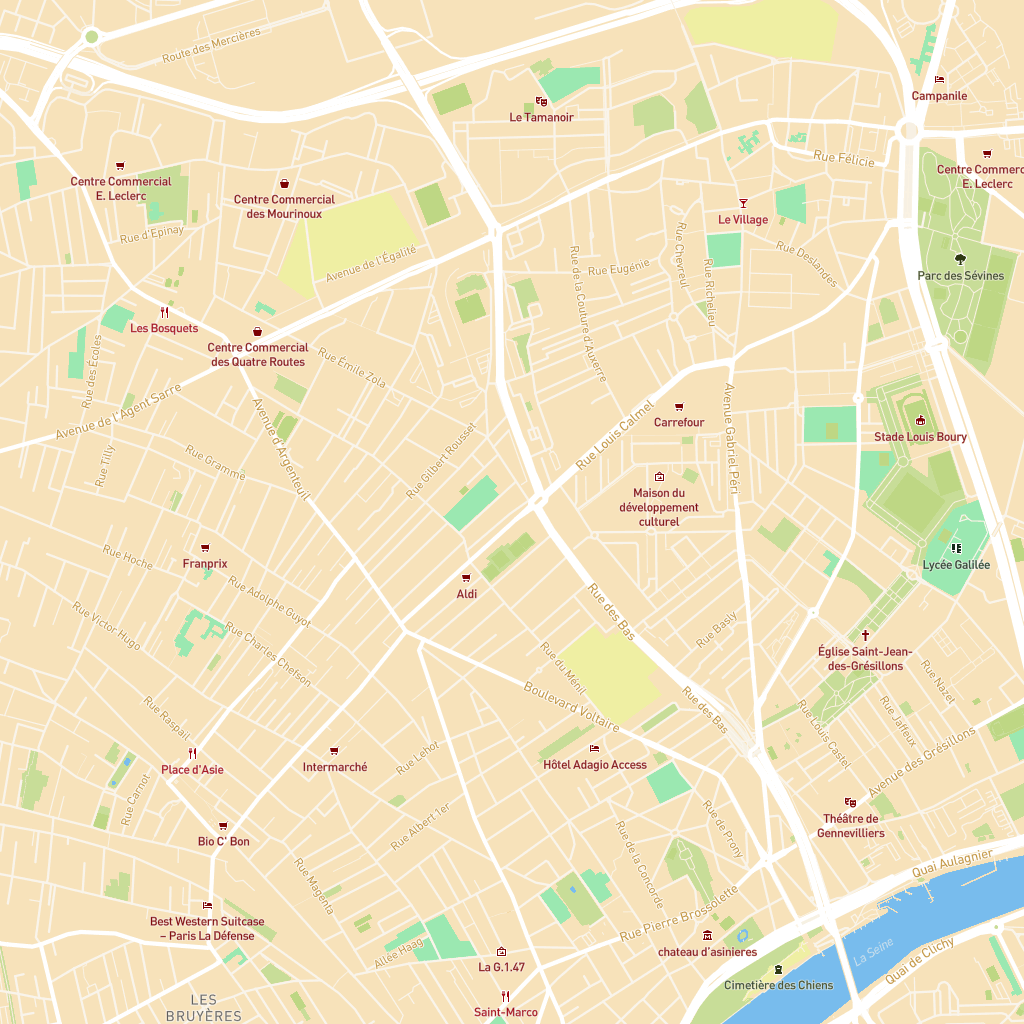 Route des Mercières
Campanile
Le Tamanoir
Rue Félicie
Centre Commercial
E. Leclerc
Centre Commerc
E. Leclerc
Centre Commercial
des Mourinoux
Le Village
Rue d'Epinay
Avenue de l'Égalité
Rue Eugénie
Rue de la Couture d'Auxerre
Rue Chevreul
Rue Richelieu
Rue Deslandes
Parc des Sévines
Les Bosquets
Centre Commercial
des Quatre Routes
Rue des Écoles
Rue Émile Zola
Avenue de l'Agent Sarre
Avenue d'Argenteuil
Rue Gilbert Rousset
Rue Louis Calmel
Carrefour
Avenue Gabriel Péri
Stade Louis Boury
Rue Tilly
Rue Gramme
Maison du
développement
culturel
Rue Hoche
Franprix
Lycée Galilée
Aldi
Rue Adolphe Guyot
Rue Victor Hugo
Rue Charles Chefson
Rue des Bas
Rue Basly
Église Saint-Jean-
des-Grésillons
Rue du Ménil
Boulevard Voltaire
Rue des Bas
Rue Nazet
Rue Jaffeux
Rue Louis Castel
Avenue des Grésillons
Rue Raspail
Place d'Asie
Intermarché
Rue Lehot
Hôtel Adagio Access
Rue Carnot
Bio C' Bon
Rue Albert 1er
Rue de Prony
Théâtre de
Gennevilliers
Rue de la Concorde
Quai Aulagnier
Rue Magenta
Rue Pierre Brossolette
Best Western Suitcase
– Paris La Défense
Allée Haag
La G.1.47
chateau d'asinieres
La Seine
Quai de Clichy
Cimetière des Chiens
Saint-Marco
LES
BRUYÈRES